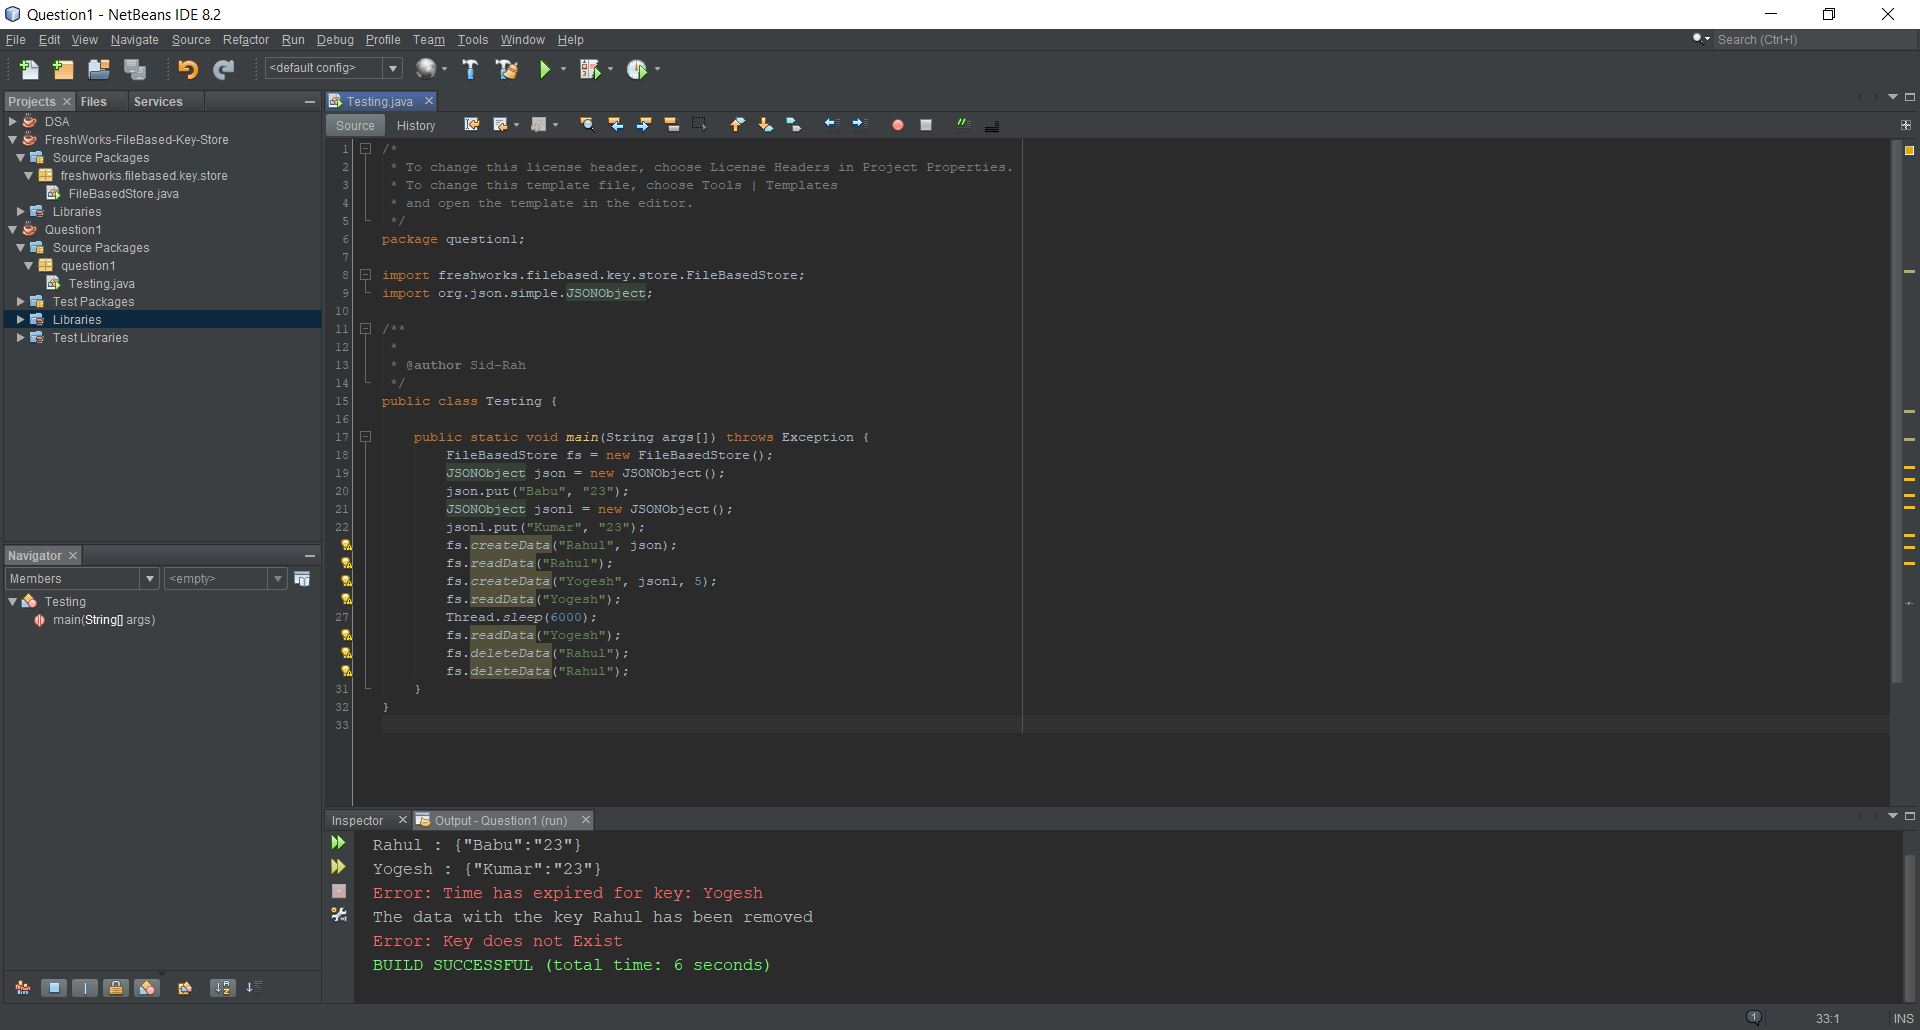 Question1 - NetBeans IDE 8.2
File Edit View Navigate Source Refactor Run Debug Profile Team Tools Window Help
Search (Ctrl+I)
<default config>
Projects Files Services
DSA
FreshWorks-FileBased-Key-Store
Source Packages
freshworks.filebased.key.store
FileBasedStore.java
Libraries
Question1
Source Packages
question1
Testing.java
Test Packages
Libraries
Test Libraries
Navigator
Members <empty>
Testing
main(String[] args)
Testing.java
Source History
1 /*
2 * To change this license header, choose License Headers in Project Properties.
3 * To change this template file, choose Tools | Templates
4 * and open the template in the editor.
5 */
6 package question1;
7
8 import freshworks.filebased.key.store.FileBasedStore;
9 import org.json.simple.JSONObject;
10
11 /**
12 *
13 * @author Sid-Rah
14 */
15 public class Testing {
16
17 public static void main(String args[]) throws Exception {
18 FileBasedStore fs = new FileBasedStore();
19 JSONObject json = new JSONObject();
20 json.put("Babu", "23");
21 JSONObject json1 = new JSONObject();
22 json1.put("Kumar", "23");
fs.createData("Rahul", json);
fs.readData("Rahul");
fs.createData("Yogesh", json1, 5);
fs.readData("Yogesh");
27 Thread.sleep(6000);
fs.readData("Yogesh");
fs.deleteData("Rahul");
fs.deleteData("Rahul");
31 }
32 }
33
Inspector Output - Question1 (run)
Rahul : {"Babu":"23"}
Yogesh : {"Kumar":"23"}
Error: Time has expired for key: Yogesh
The data with the key Rahul has been removed
Error: Key does not Exist
BUILD SUCCESSFUL (total time: 6 seconds)
1 33:1 INS